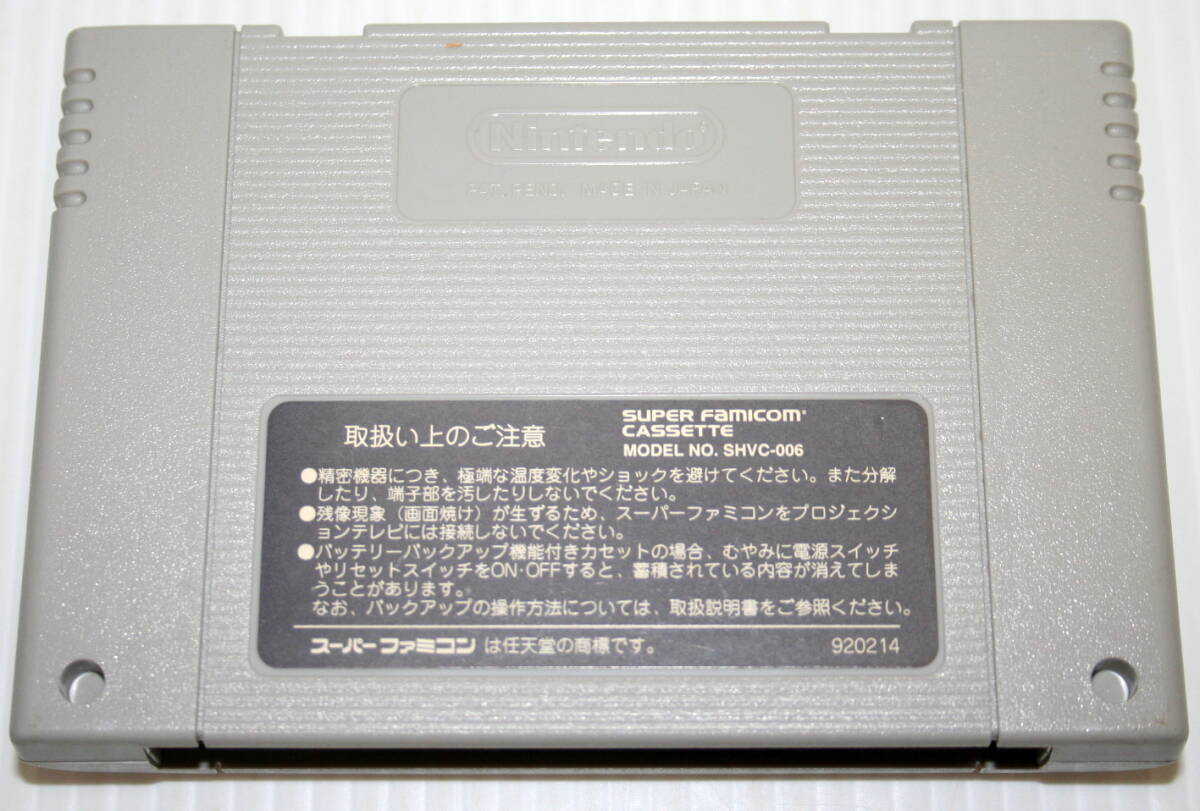 Nintendo
PAT. PEND. MADE IN JAPAN
取扱い上のご注意
SUPER FAMICOM
CASSETTE
MODEL NO. SHVC-006
●精密機器につき、極端な温度変化やショックを避けてください。また分解
したり、端子部を汚したりしないでください。
●残像現象（画面焼け）が生ずるため、スーパーファミコンをプロジェクシ
ョンテレビには接続しないでください。
●バッテリーバックアップ機能付きカセットの場合、むやみに電源スイッチ
やリセットスイッチをON・OFFすると、蓄積されている内容が消えてしま
うことがあります。
なお、バックアップの操作方法については、取扱説明書をご参照ください。
スーパーファミコン は任天堂の商標です。
920214